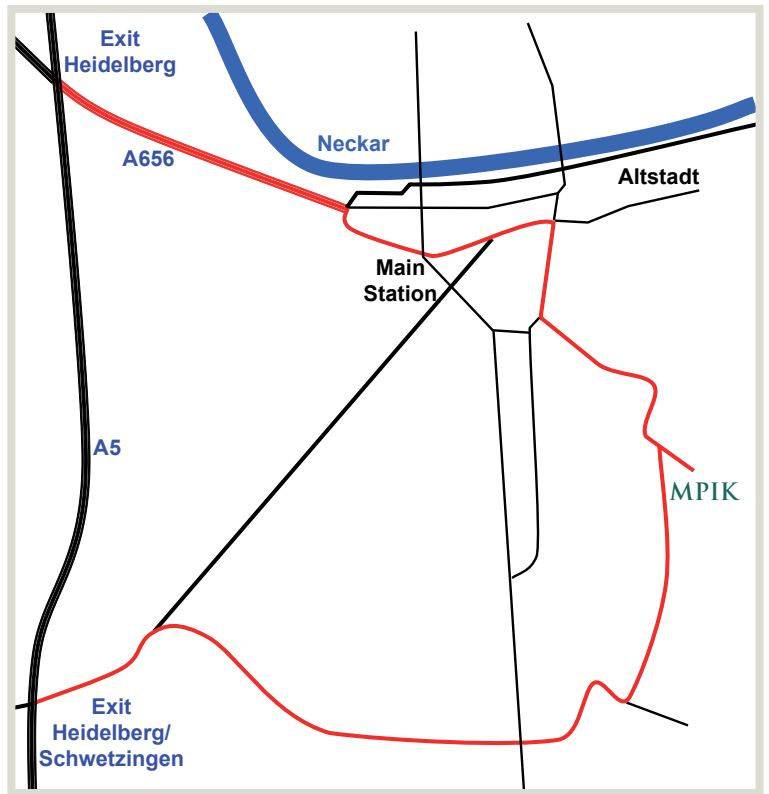 Exit
Heidelberg
Neckar
A656
Altstadt
Main
Station
A5
MPIK
Exit
Heidelberg/
Schwetzingen